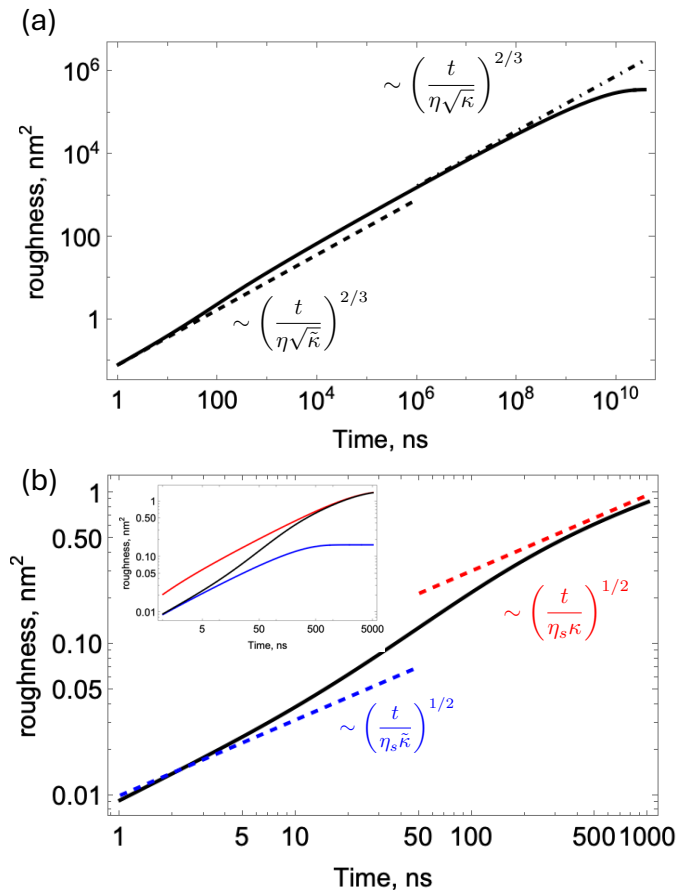 (a)
10^6
10^4
100
1
roughness, nm^2
∼ (t / η√κ)^{2/3}
∼ (t / η√κ̃)^{2/3}
1 100 10^4 10^6 10^8 10^10
Time, ns
(b)
1
0.50
0.10
0.05
0.01
roughness, nm^2
1
0.50
0.10
0.05
0.01
roughness, nm^2
5 50 500 5000
Time, ns
∼ (t / η_s κ)^{1/2}
∼ (t / η_s κ̃)^{1/2}
1 5 10 50 100 500 1000
Time, ns